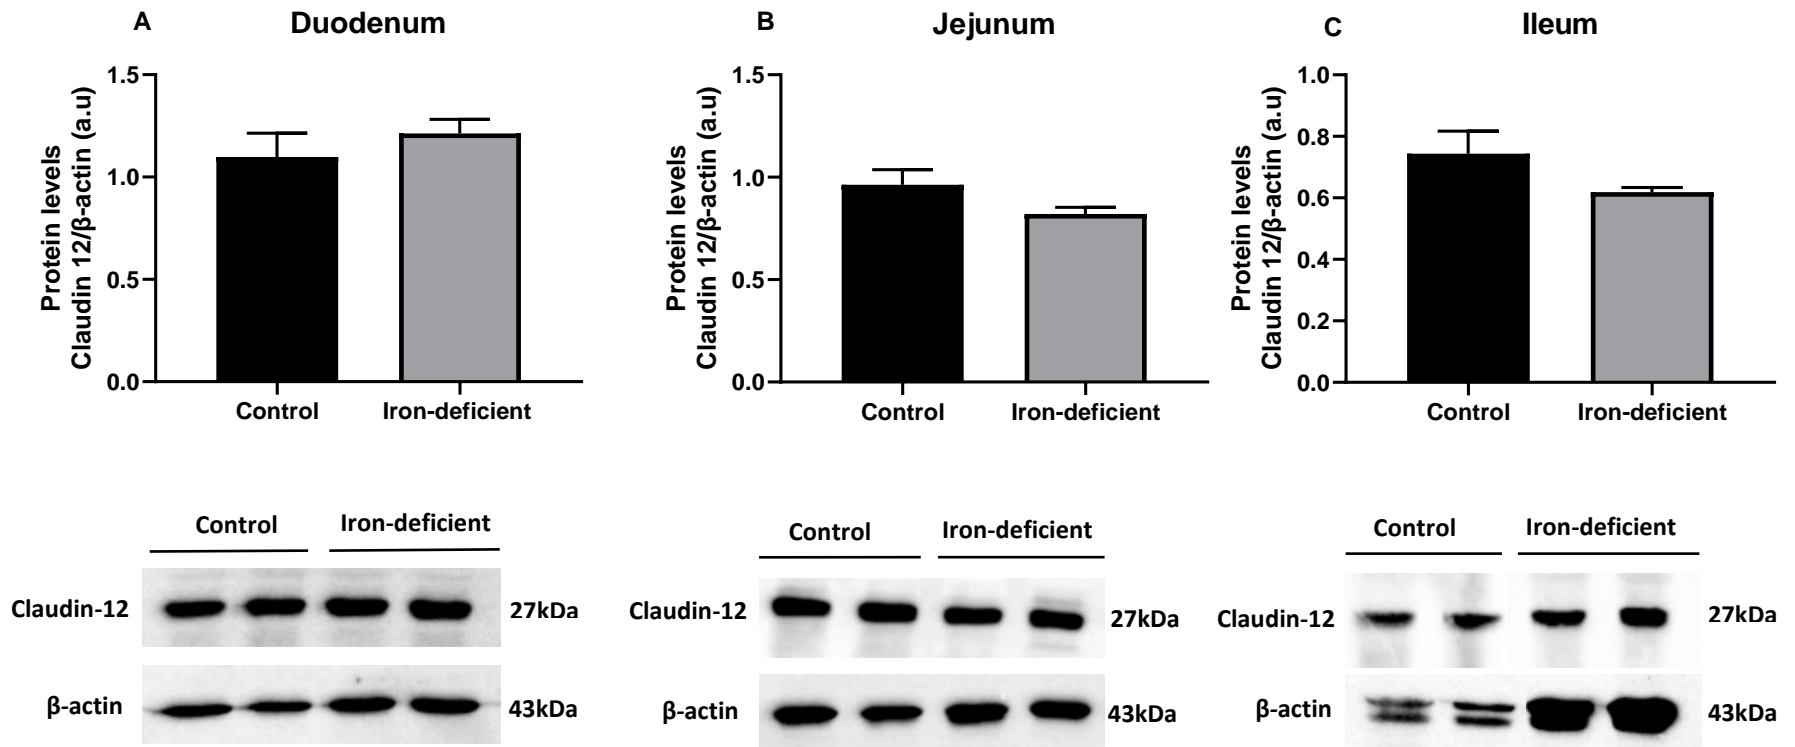 A
Duodenum
Protein levels
Claudin 12/β-actin (a.u)
1.5
1.0
0.5
0.0
Control
Iron-deficient
B
Jejunum
Protein levels
Claudin 12/β-actin (a.u)
1.5
1.0
0.5
0.0
Control
Iron-deficient
C
Ileum
Protein levels
Claudin 12/β-actin (a.u)
1.0
0.8
0.6
0.4
0.2
0.0
Control
Iron-deficient
Control
Iron-deficient
Claudin-12
27kDa
β-actin
43kDa
Control
Iron-deficient
Claudin-12
27kDa
β-actin
43kDa
Control
Iron-deficient
Claudin-12
27kDa
β-actin
43kDa